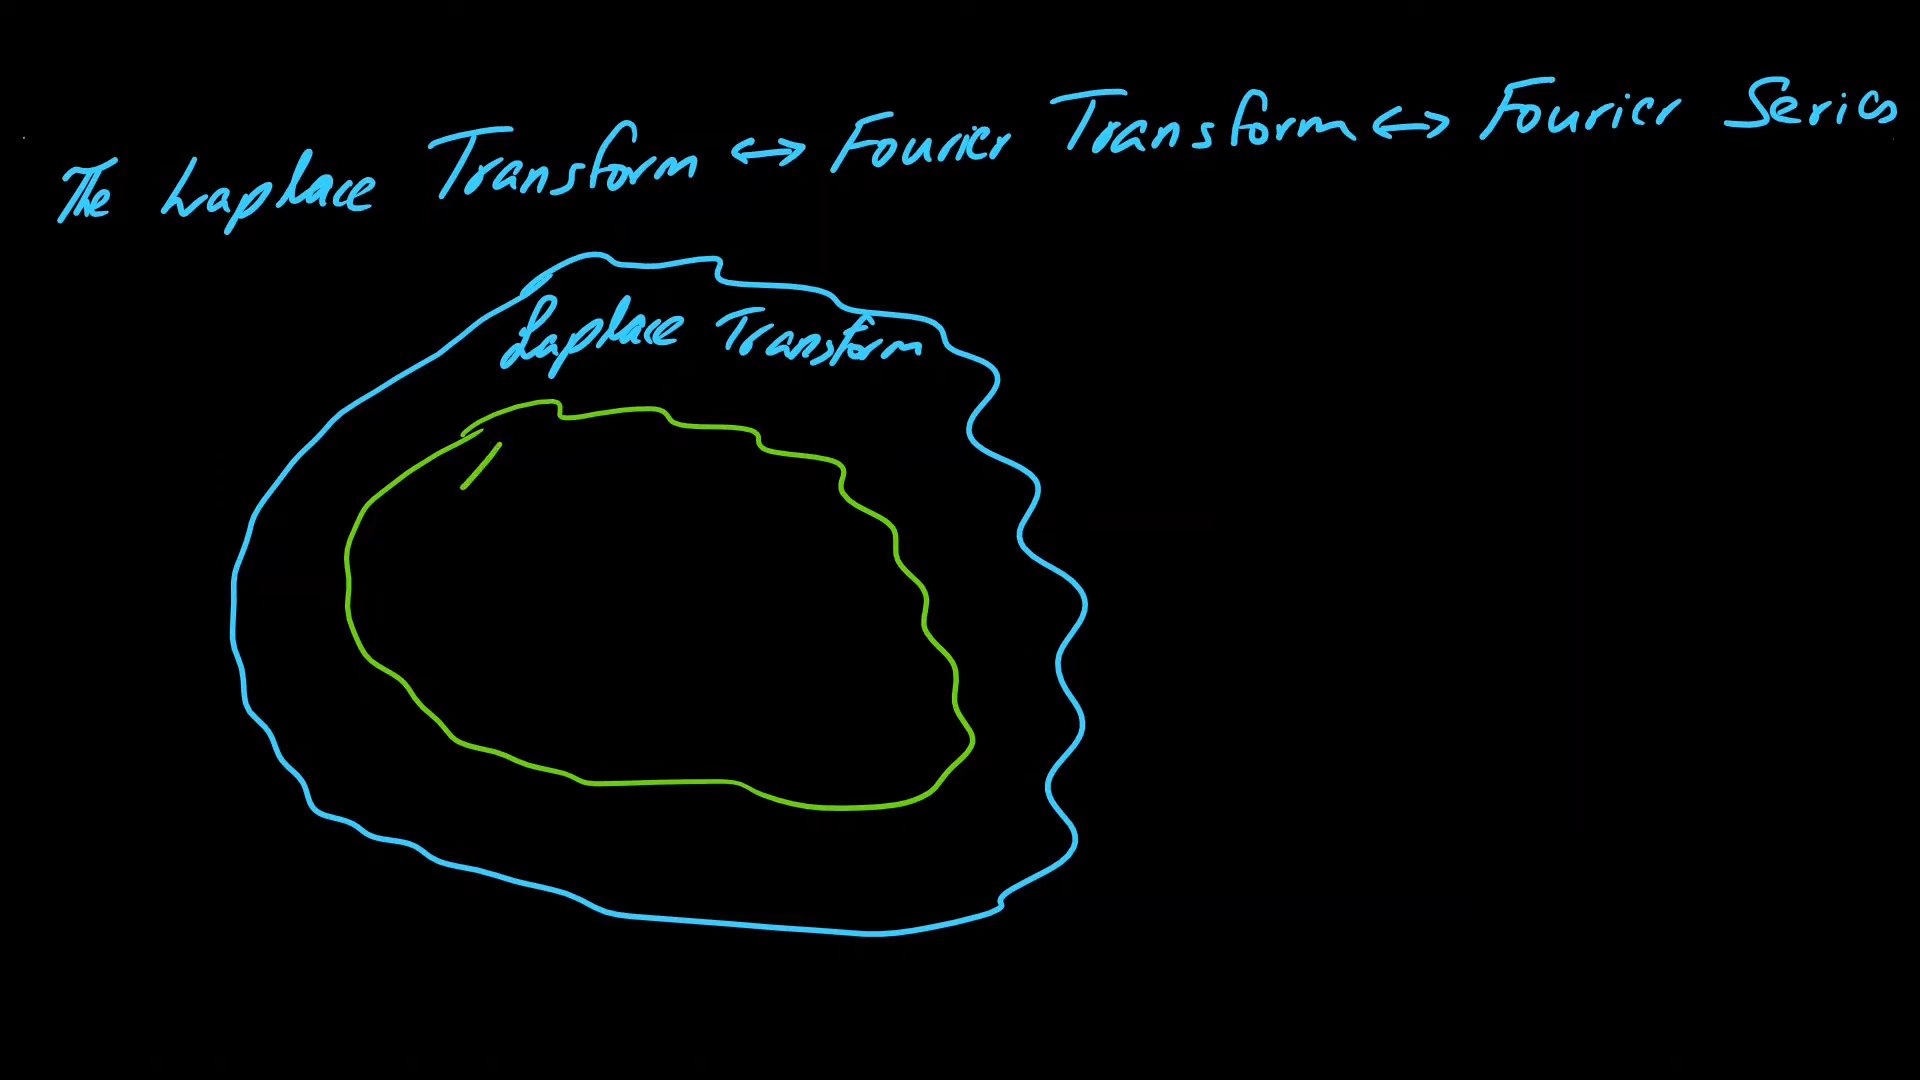 The Laplace Transform ↔ Fourier Transform ↔ Fourier Series
Laplace Transform